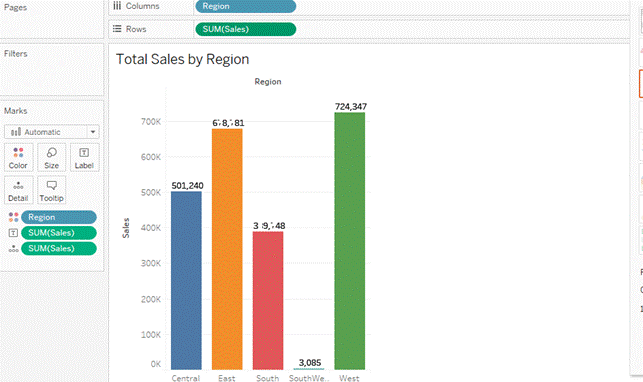 Pages
Columns
Region
Rows
SUM(Sales)
Filters
Total Sales by Region
Region
Marks
Automatic
Color
Size
Label
Detail
Tooltip
Region
SUM(Sales)
SUM(Sales)
Sales
700K
600K
500K
400K
300K
200K
100K
0K
501,240
3,085
724,347
Central
East
South
SouthWe..
West